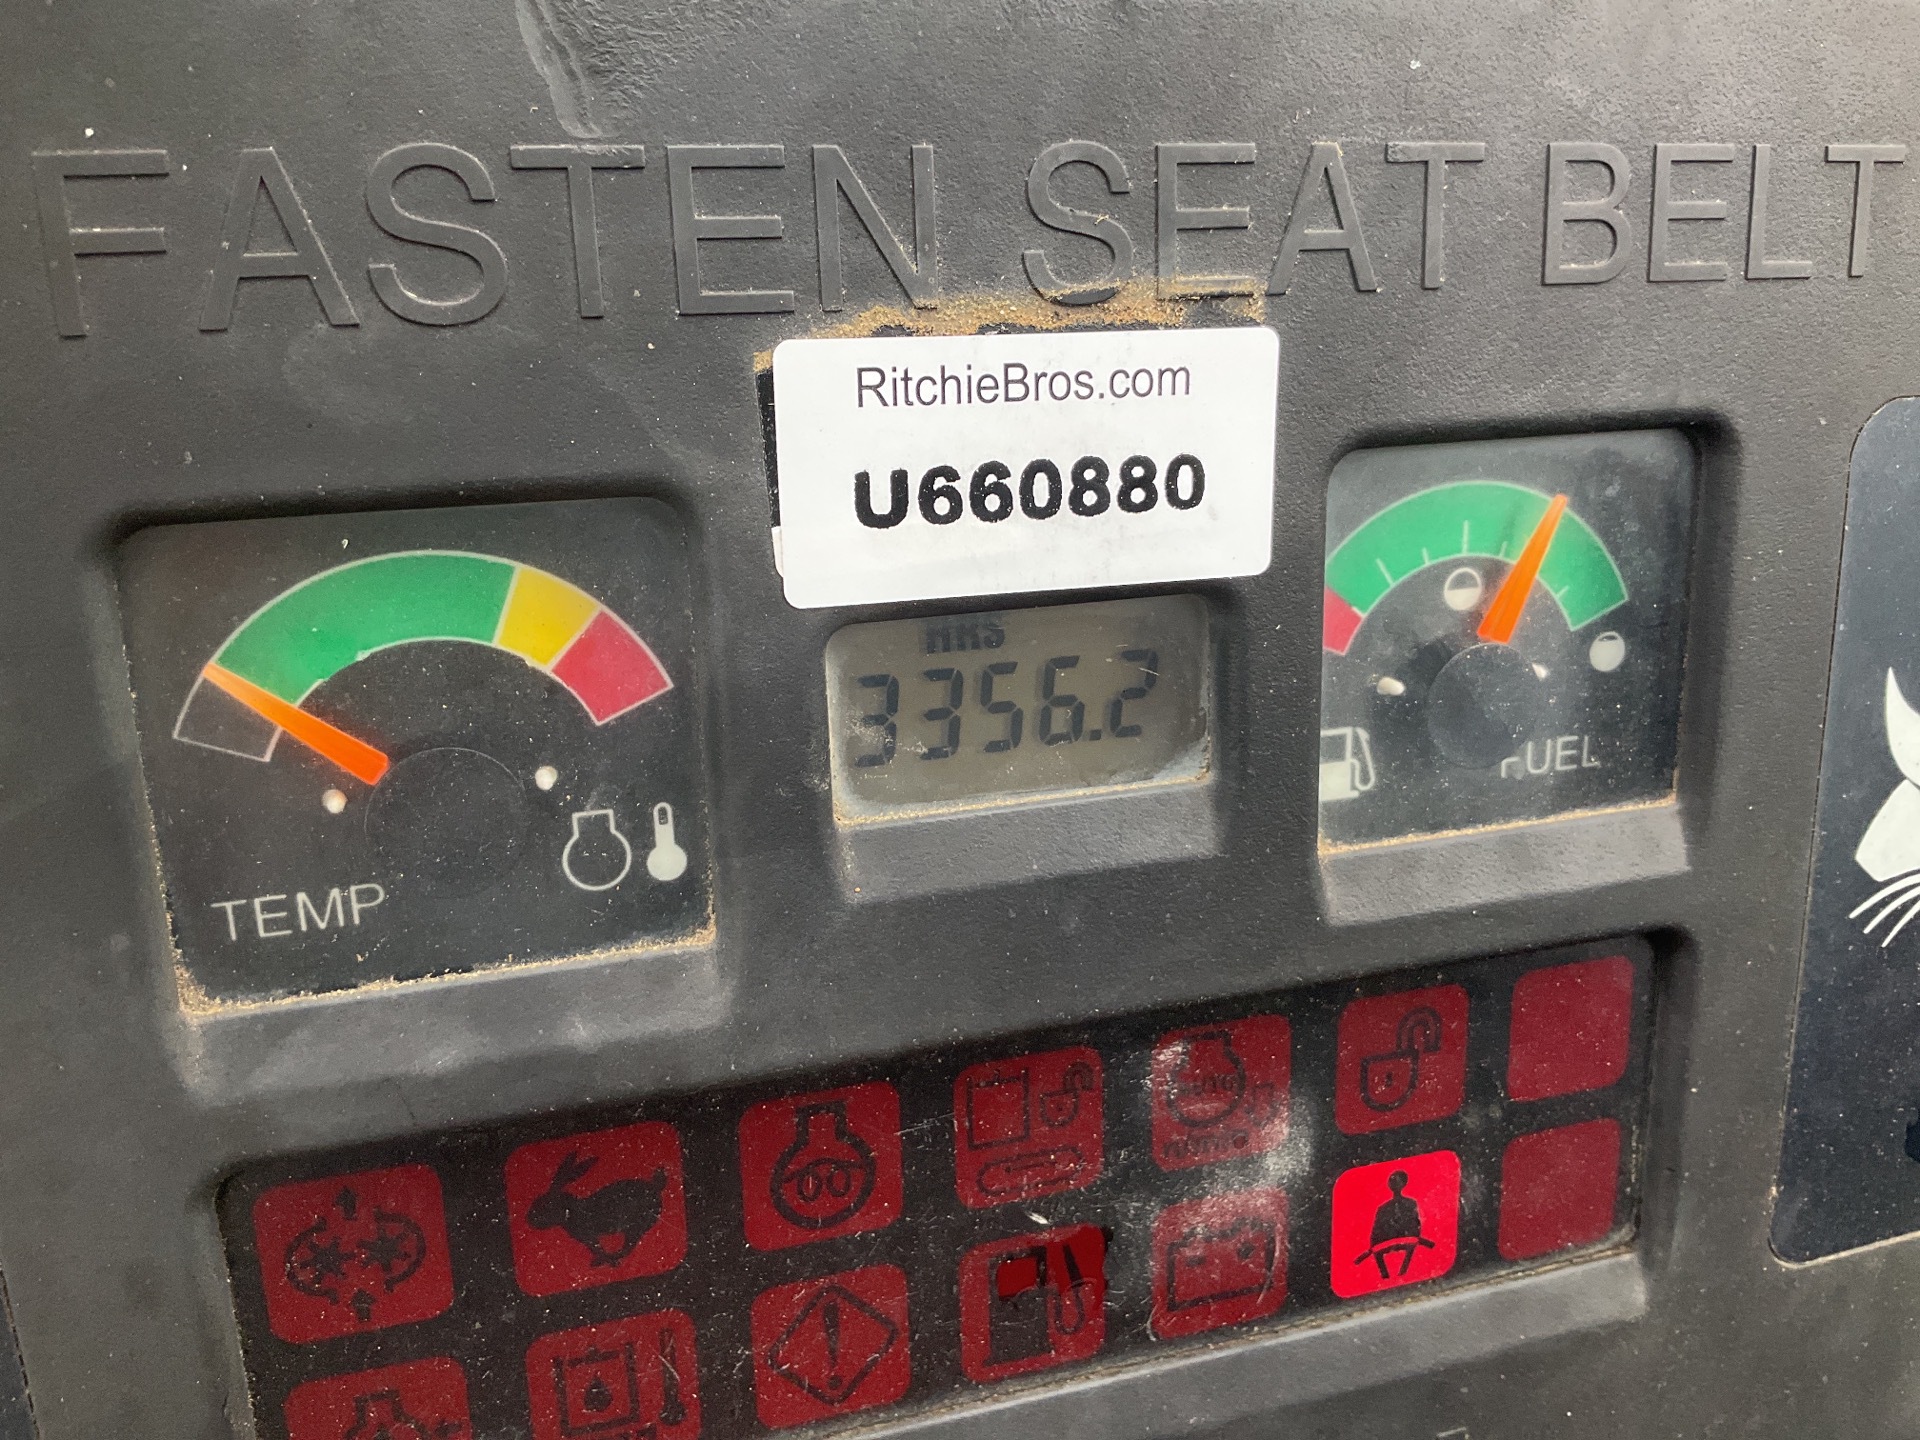 FASTEN SEAT BELT
RitchieBros.com
U660880
HRS
3356.2
TEMP
FUEL